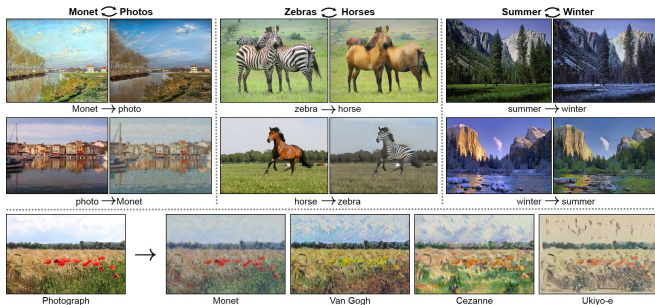 Monet Photos
Zebras Horses
Summer Winter
Monet → photo
zebra → horse
summer → winter
photo → Monet
horse → zebra
winter → summer
Photograph
Monet
Van Gogh
Cezanne
Ukiyo-e